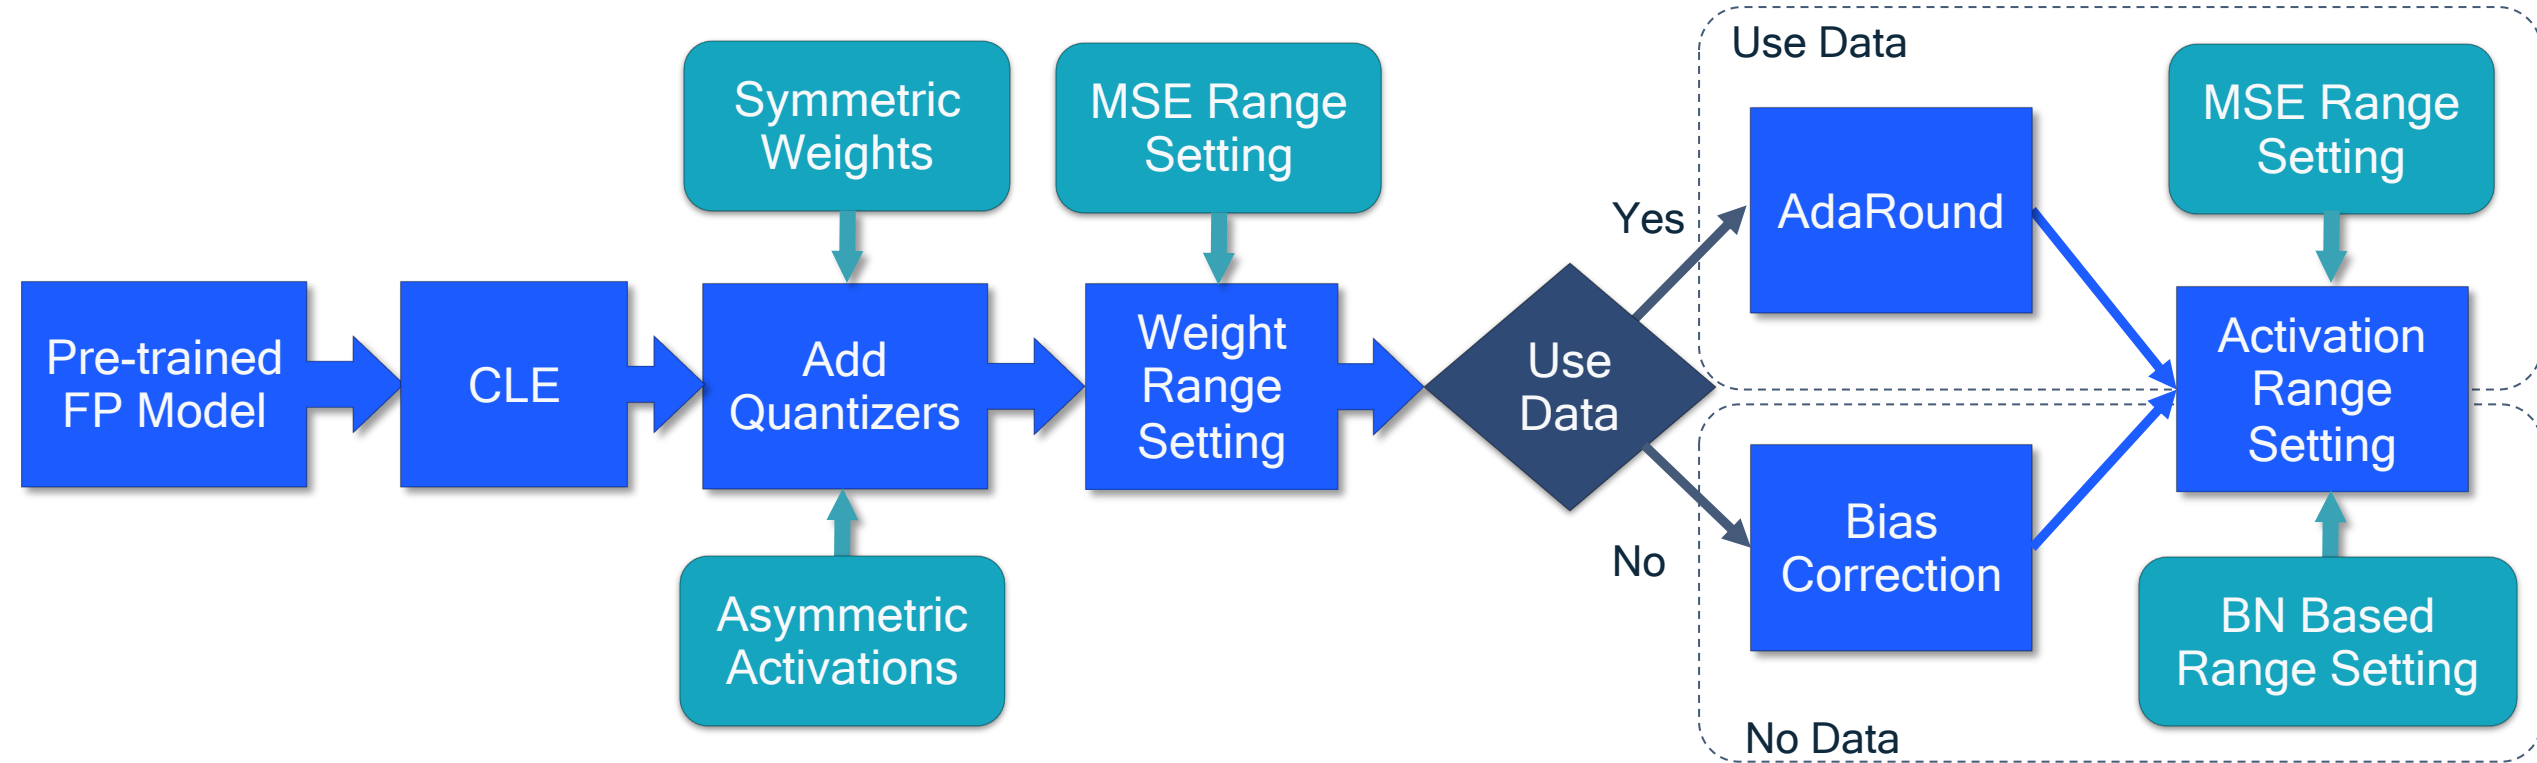 Pre-trained
FP Model
CLE
Symmetric
Weights
Add
Quantizers
Asymmetric
Activations
MSE Range
Setting
Weight
Range
Setting
Use
Data
Yes
No
Use Data
AdaRound
Bias
Correction
No Data
MSE Range
Setting
Activation
Range
Setting
BN Based
Range Setting